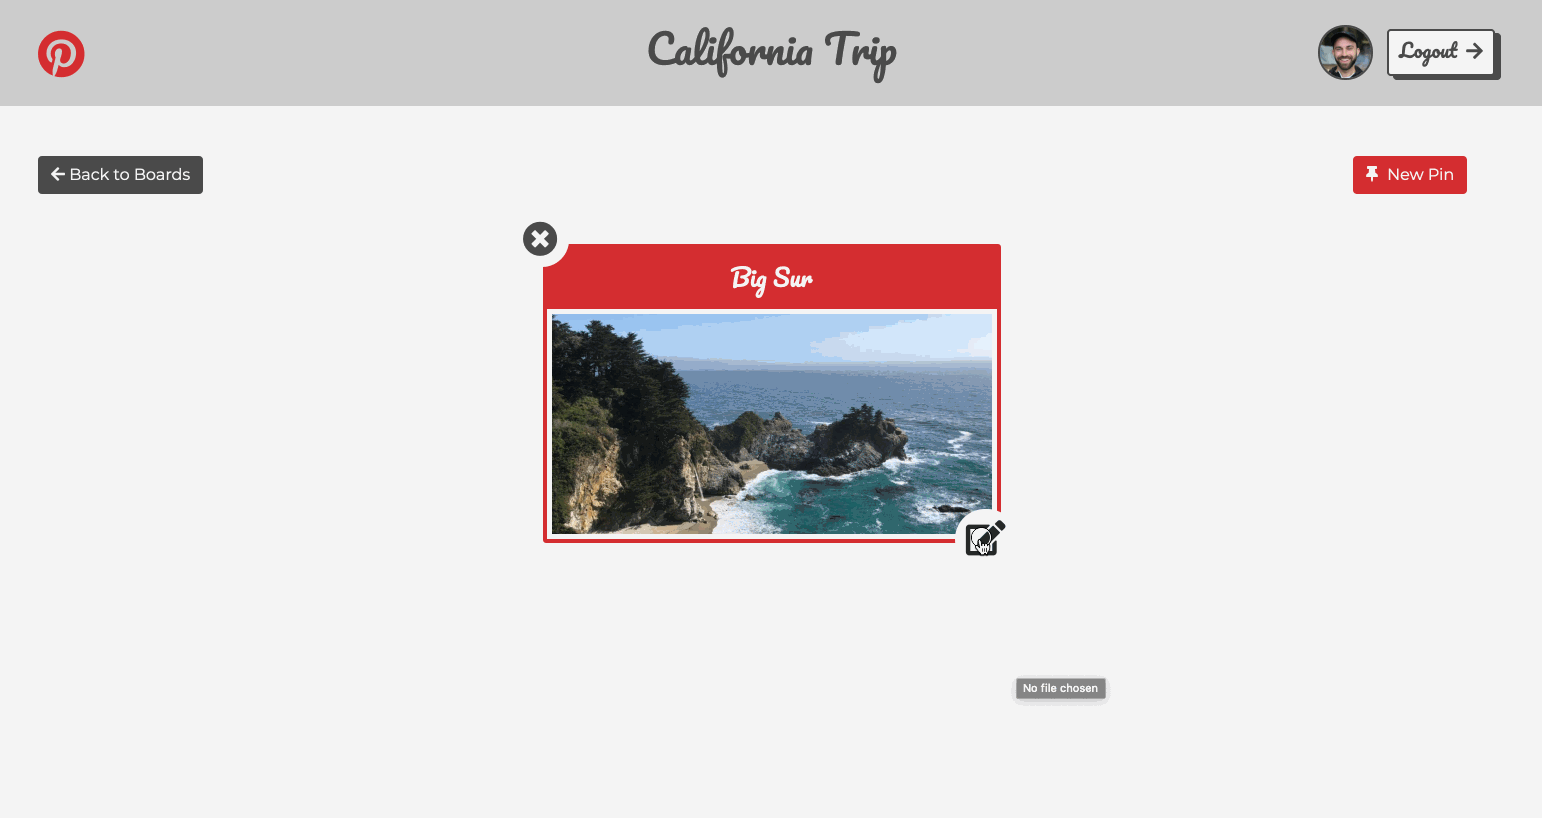 California Trip
Logout
Back to Boards
New Pin
Big Sur
No file chosen